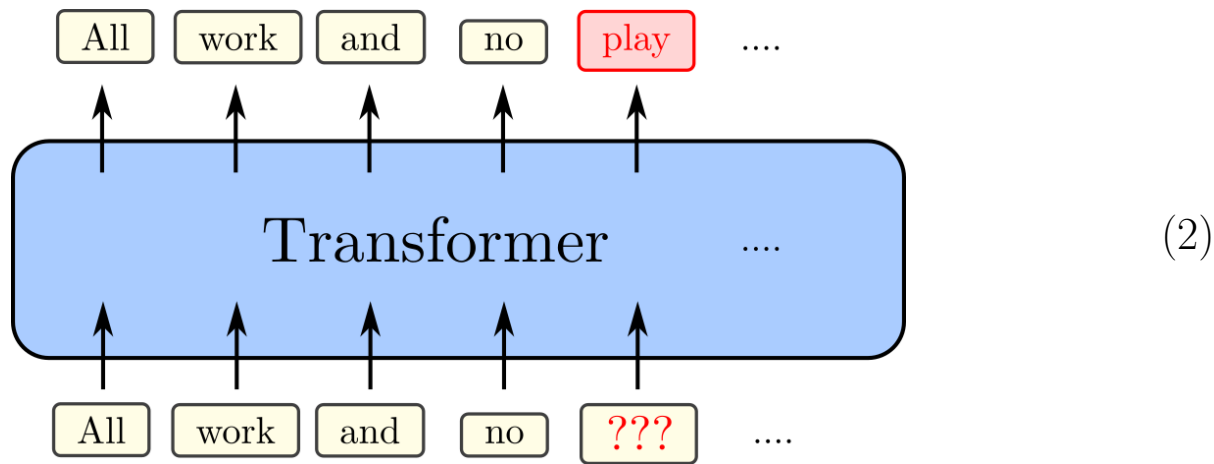 All work and no play ....
Transformer .... (2)
All work and no ??? ....